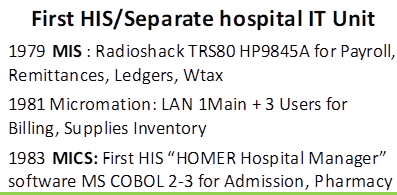 First HIS/Separate hospital IT Unit
1979 MIS : Radioshack TRS80 HP9845A for Payroll,
Remittances, Ledgers, Wtax
1981 Micromation: LAN 1Main + 3 Users for
Billing, Supplies Inventory
1983 MICS: First HIS “HOMER Hospital Manager”
software MS COBOL 2-3 for Admission, Pharmacy